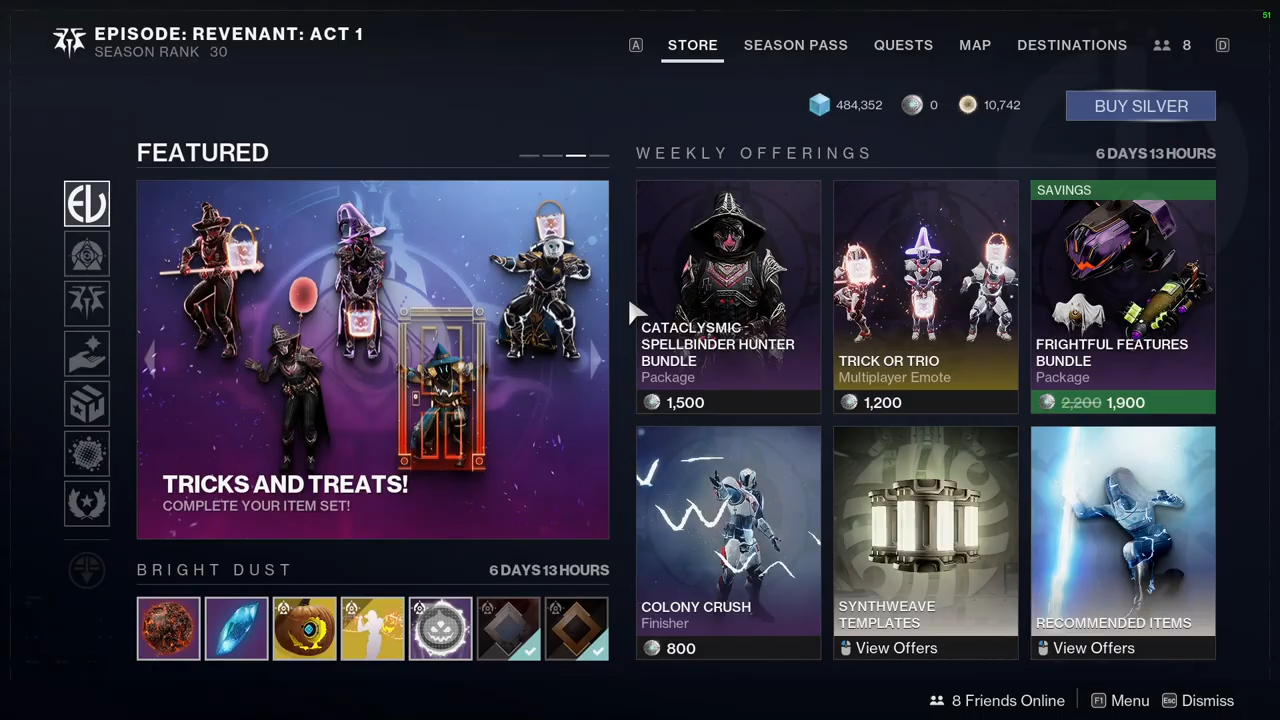 51
EPISODE: REVENANT: ACT 1
SEASON RANK 30
A STORE SEASON PASS QUESTS MAP DESTINATIONS 8 D
484,352 0 10,742 BUY SILVER
FEATURED
TRICKS AND TREATS!
COMPLETE YOUR ITEM SET!
BRIGHT DUST 6 DAYS 13 HOURS
WEEKLY OFFERINGS 6 DAYS 13 HOURS
CATACLYSMIC -
SPELLBINDER HUNTER
BUNDLE
Package
1,500
TRICK OR TRIO
Multiplayer Emote
1,200
SAVINGS
FRIGHTFUL FEATURES
BUNDLE
Package
2,200 1,900
COLONY CRUSH
Finisher
800
SYNTHWEAVE
TEMPLATES
View Offers
RECOMMENDED ITEMS
View Offers
8 Friends Online F1 Menu Esc Dismiss